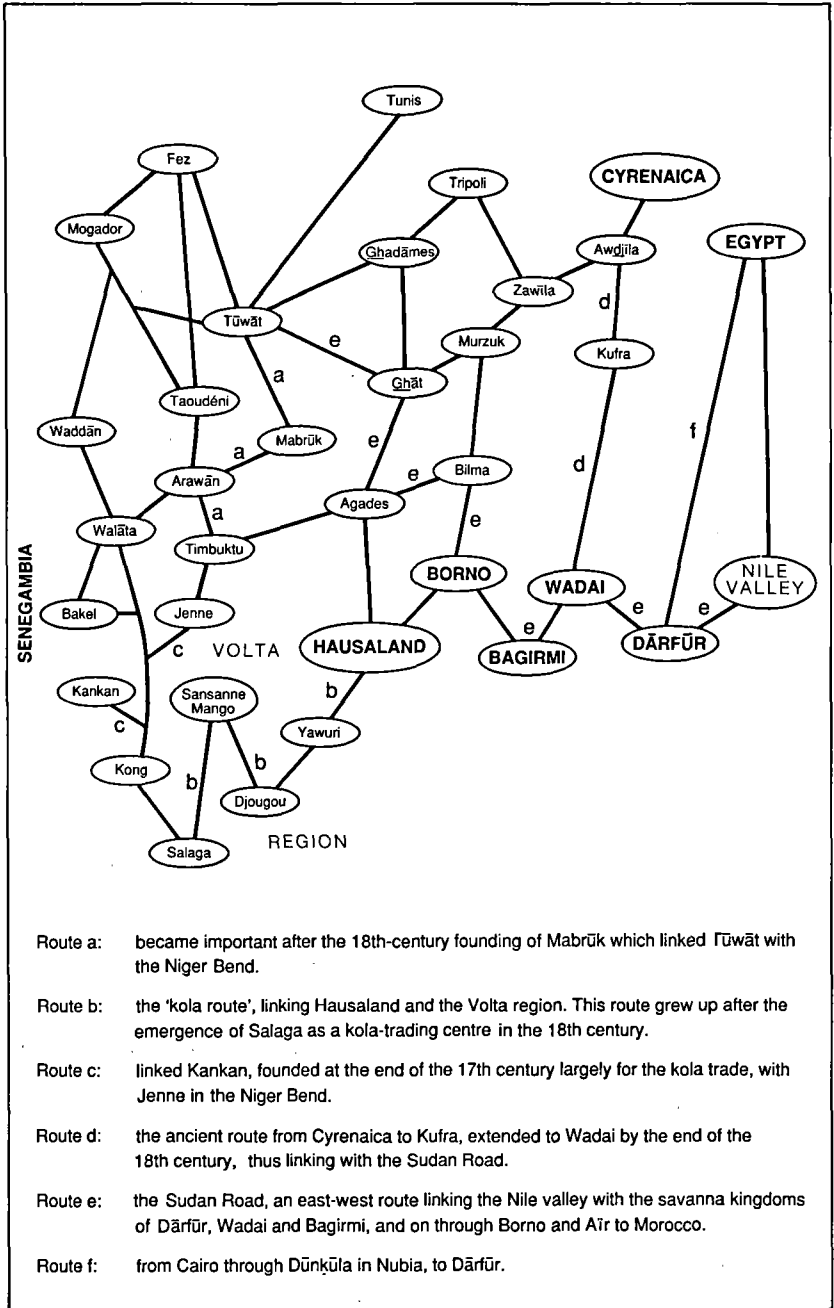 Tunis
Fez
Tripoli
CYRENAICA
Mogador
EGYPT
Ghadāmes
Awdjila
Zawīla
Tūwāt
e
d
Murzuk
Kufra
a
Ghāt
Taoudéni
f
Waddān
Mabrūk
a
e
d
Bilma
e
Arawān
Agades
a
e
Walāta
Timbuktu
SENEGAMBIA
BORNO
WADAI
NILE
VALLEY
Bakel
Jenne
e
e
c
VOLTA
HAUSALAND
e
BAGIRMI
DĀRFŪR
Kankan
Sansanne
Mango
b
c
Yawuri
Kong
b
b
Djougou
Salaga
REGION
Route a: became important after the 18th-century founding of Mabrūk which linked Tūwāt with
the Niger Bend.
Route b: the 'kola route', linking Hausaland and the Volta region. This route grew up after the
emergence of Salaga as a kola-trading centre in the 18th century.
Route c: linked Kankan, founded at the end of the 17th century largely for the kola trade, with
Jenne in the Niger Bend.
Route d: the ancient route from Cyrenaica to Kufra, extended to Wadai by the end of the
18th century, thus linking with the Sudan Road.
Route e: the Sudan Road, an east-west route linking the Nile valley with the savanna kingdoms
of Dārfūr, Wadai and Bagirmi, and on through Borno and Aïr to Morocco.
Route f: from Cairo through Dūnḳūla in Nubia, to Dārfūr.